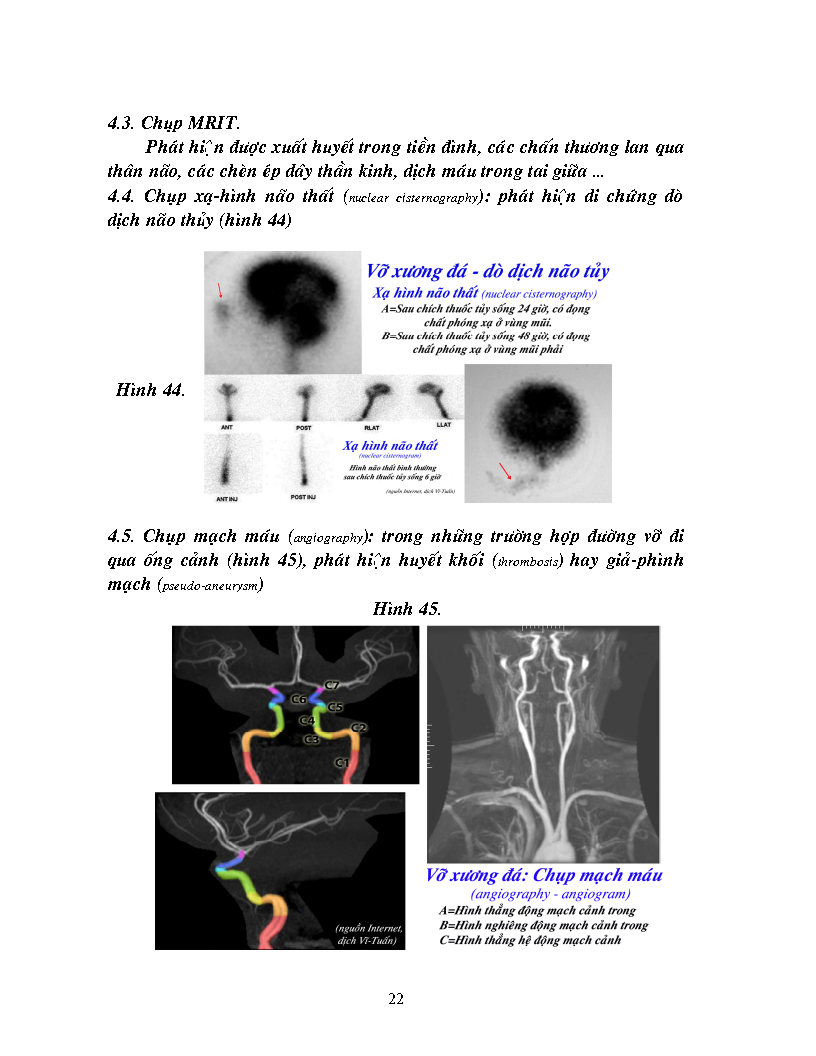 4.3. Chụp MRIT.
Phát hiện được xuất huyết trong tiền đình, các chấn thương lan qua
thân não, các chèn ép dây thần kinh, dịch máu trong tai giữa ...
4.4. Chụp xạ-hình não thất (nuclear cisternography): phát hiện di chứng dò
dịch não thủy (hình 44)
Vỡ xương đá - dò dịch não tủy
Xạ hình não thất (nuclear cisternography)
A=Sau chích thuốc tủy sống 24 giờ, có đọng
chất phóng xạ ở vùng mũi.
B=Sau chích thuốc tủy sống 48 giờ, có đọng
chất phóng xạ ở vùng mũi phải
Hình 44.
ANT
POST
RLAT
LLAT
Xạ hình não thất
(nuclear cisternogram)
Hình não thất bình thường
sau chích thuốc tủy sống 6 giờ
(nguồn Internet, dịch Vĩ-Tuấn)
ANT INJ
POST INJ
4.5. Chụp mạch máu (angiography): trong những trường hợp đường vỡ đi
qua ống cảnh (hình 45), phát hiện huyết khối (thrombosis) hay giả-phình
mạch (pseudo-aneurysm)
Hình 45.
C7
C6
C5
C4
C2
C3
C1
(nguồn Internet,
dịch Vĩ-Tuấn)
Vỡ xương đá: Chụp mạch máu
(angiography - angiogram)
A=Hình thẳng động mạch cảnh trong
B=Hình nghiêng động mạch cảnh trong
C=Hình thẳng hệ động mạch cảnh
22